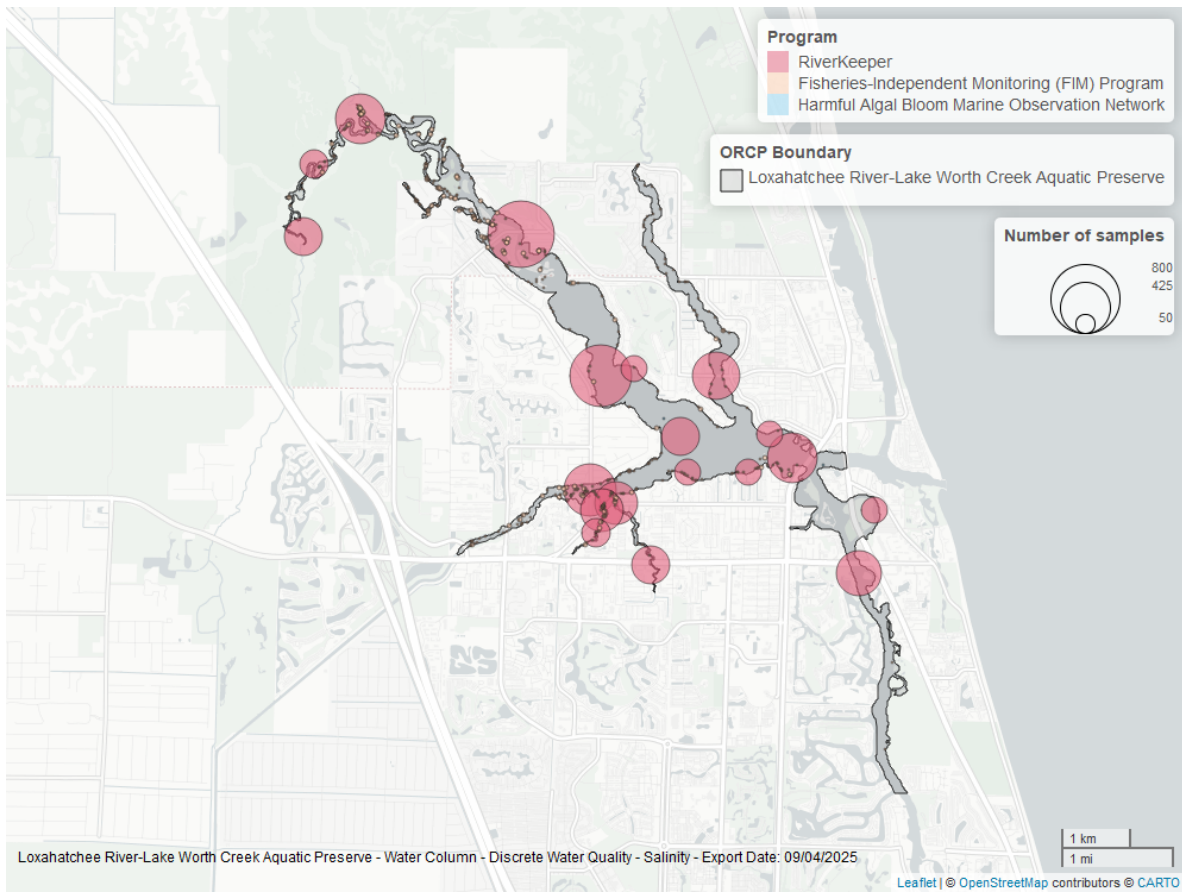 Program
RiverKeeper
Fisheries-Independent Monitoring (FIM) Program
Harmful Algal Bloom Marine Observation Network
ORCP Boundary
Loxahatchee River-Lake Worth Creek Aquatic Preserve
Number of samples
800
425
50
1 km
1 mi
Loxahatchee River-Lake Worth Creek Aquatic Preserve - Water Column - Discrete Water Quality - Salinity - Export Date: 09/04/2025
Leaflet | © OpenStreetMap contributors © CARTO